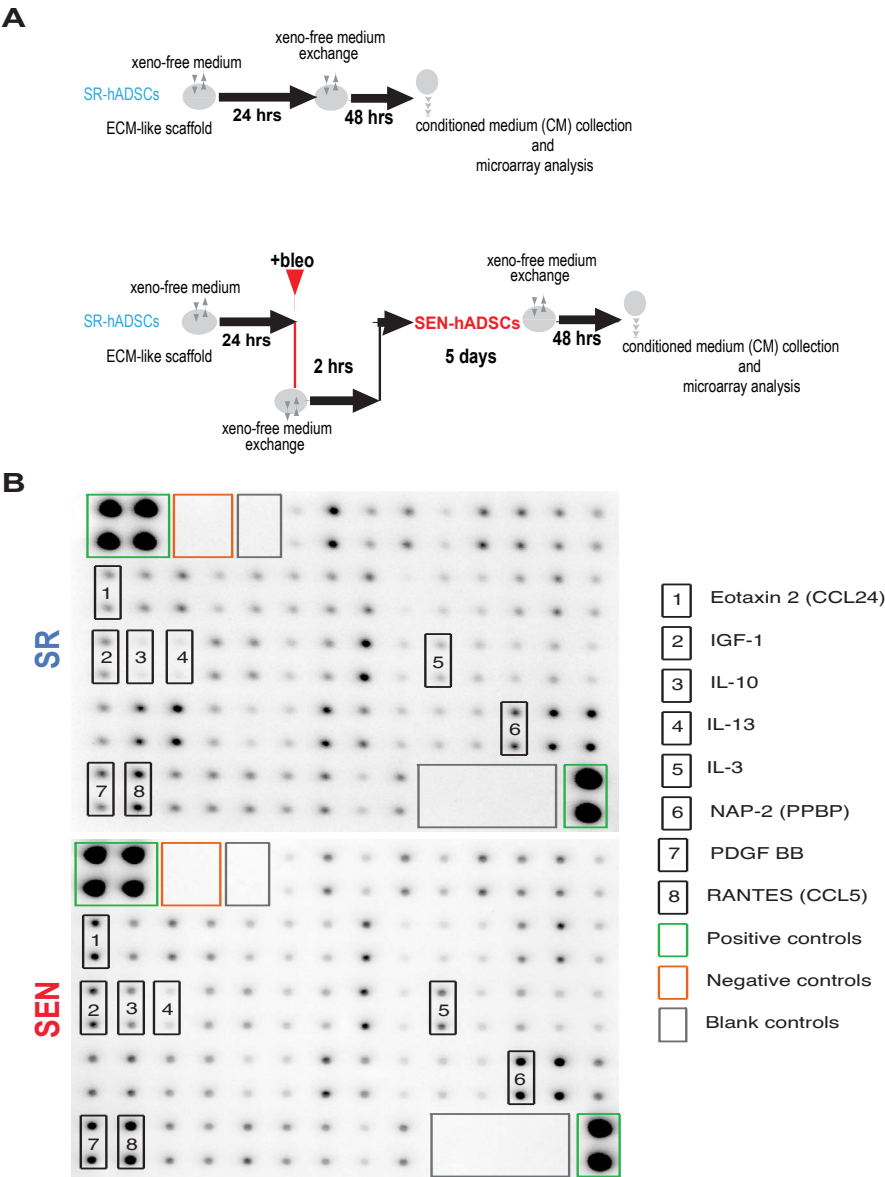 A
xeno-free medium
xeno-free medium
exchange
SR-hADSCs
24 hrs
48 hrs
ECM-like scaffold
conditioned medium (CM) collection
and
microarray analysis
+bleo
xeno-free medium
xeno-free medium
exchange
SR-hADSCs
24 hrs
SEN-hADSCs
48 hrs
ECM-like scaffold
2 hrs
5 days
conditioned medium (CM) collection
and
microarray analysis
xeno-free medium
exchange
B
SR
1
2 3 4 5
6
7 8
SEN
1
2 3 4 5
6
7 8
1 Eotaxin 2 (CCL24)
2 IGF-1
3 IL-10
4 IL-13
5 IL-3
6 NAP-2 (PPBP)
7 PDGF BB
8 RANTES (CCL5)
Positive controls
Negative controls
Blank controls